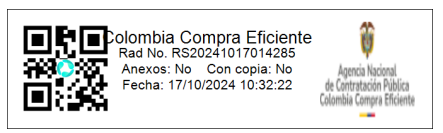 Colombia Compra Eficiente
Rad No. RS20241017014285
Anexos: No Con copia: No
Fecha: 17/10/2024 10:32:22
Agencia Nacional
de Contratación Pública
Colombia Compra Eficiente